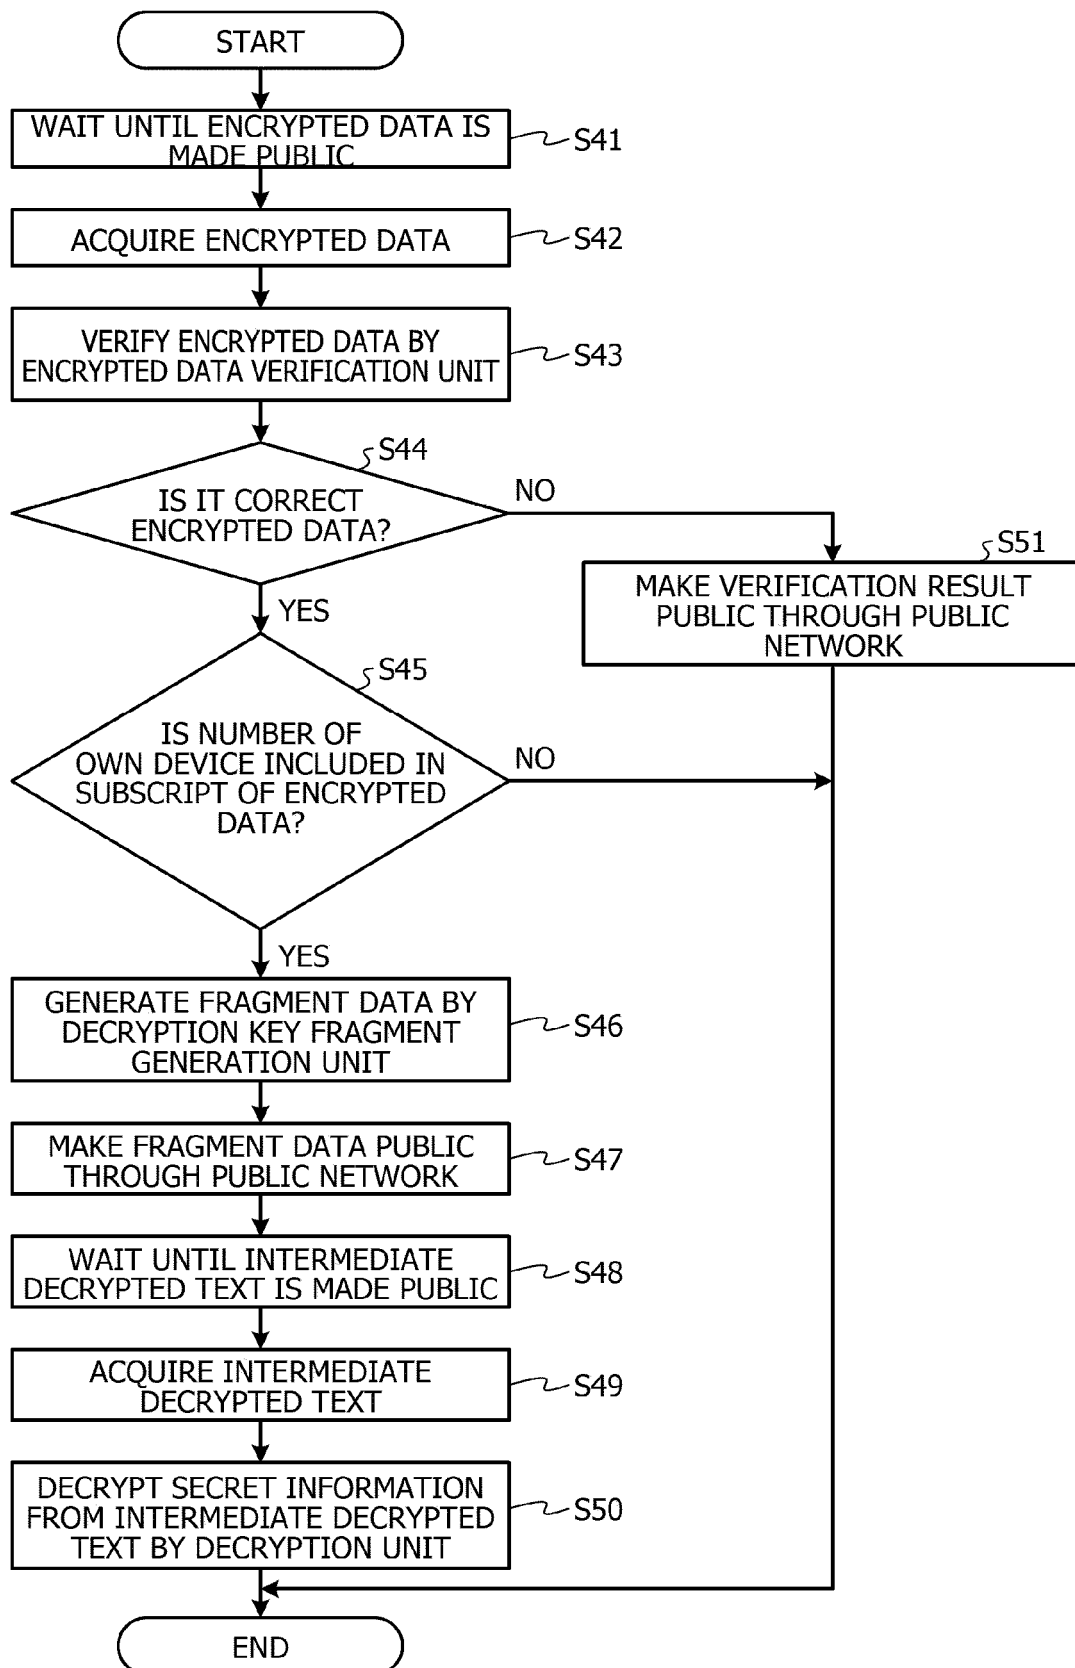 START
WAIT UNTIL ENCRYPTED DATA IS
MADE PUBLIC
S41
ACQUIRE ENCRYPTED DATA
S42
VERIFY ENCRYPTED DATA BY
ENCRYPTED DATA VERIFICATION UNIT
S43
S44
IS IT CORRECT
ENCRYPTED DATA?
NO
YES
S51
MAKE VERIFICATION RESULT
PUBLIC THROUGH PUBLIC
NETWORK
S45
IS NUMBER OF
OWN DEVICE INCLUDED IN
SUBSCRIPT OF ENCRYPTED
DATA?
NO
YES
GENERATE FRAGMENT DATA BY
DECRYPTION KEY FRAGMENT
GENERATION UNIT
S46
MAKE FRAGMENT DATA PUBLIC
THROUGH PUBLIC NETWORK
S47
WAIT UNTIL INTERMEDIATE
DECRYPTED TEXT IS MADE PUBLIC
S48
ACQUIRE INTERMEDIATE
DECRYPTED TEXT
S49
DECRYPT SECRET INFORMATION
FROM INTERMEDIATE DECRYPTED
TEXT BY DECRYPTION UNIT
S50
END